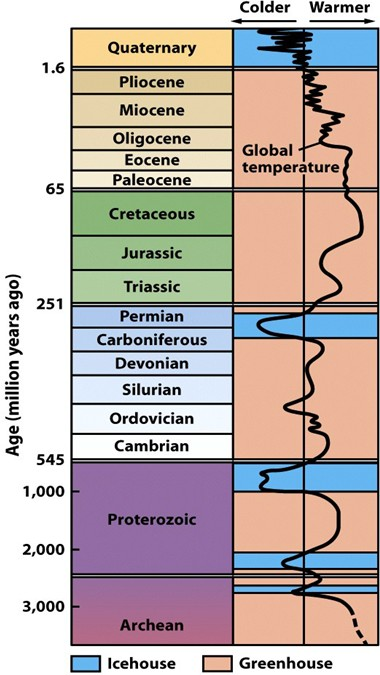 Colder Warmer
Quaternary
1.6
Pliocene
Miocene
Oligocene
Eocene
Paleocene
Global
temperature
65
Cretaceous
Jurassic
Triassic
251
Permian
Carboniferous
Devonian
Silurian
Ordovician
Cambrian
545
1,000
Proterozoic
2,000
3,000
Archean
Age (million years ago)
Icehouse Greenhouse